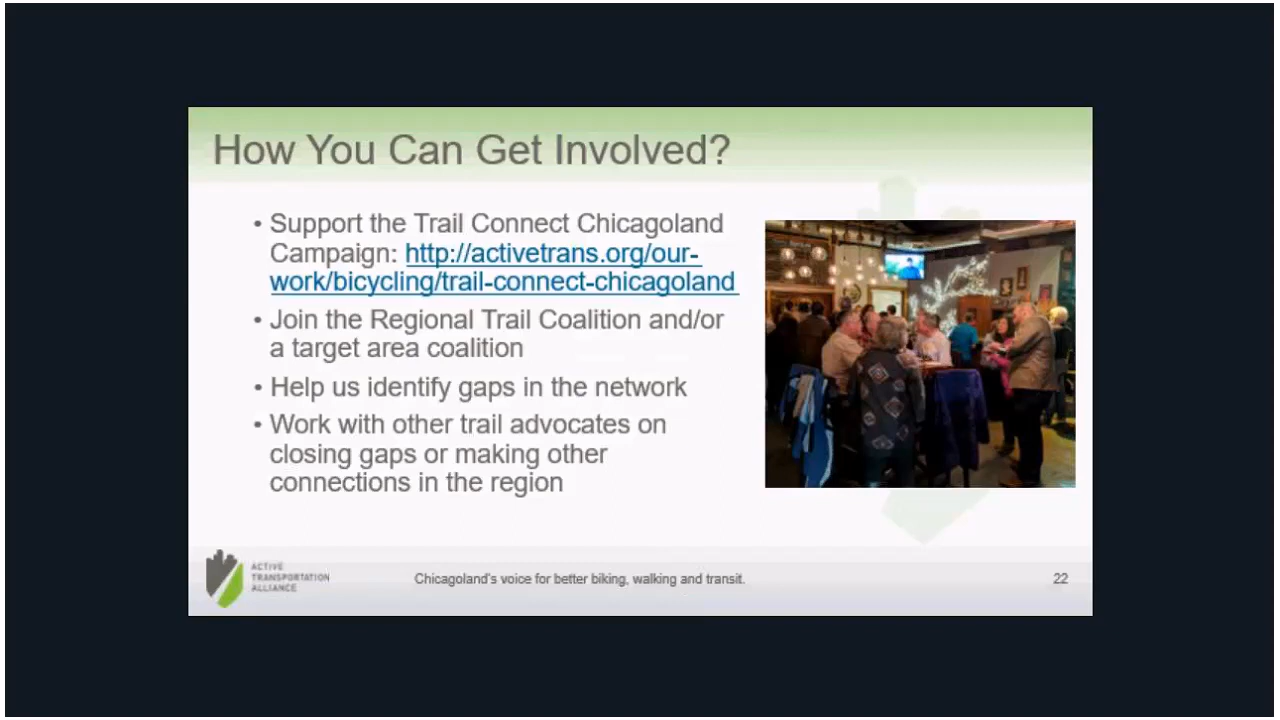 How You Can Get Involved?
• Support the Trail Connect Chicagoland
Campaign: http://activetrans.org/our-
work/bicycling/trail-connect-chicagoland
• Join the Regional Trail Coalition and/or
a target area coalition
• Help us identify gaps in the network
• Work with other trail advocates on
closing gaps or making other
connections in the region
ACTIVE
TRANSPORTATION
ALLIANCE
Chicagoland's voice for better biking, walking and transit.
22